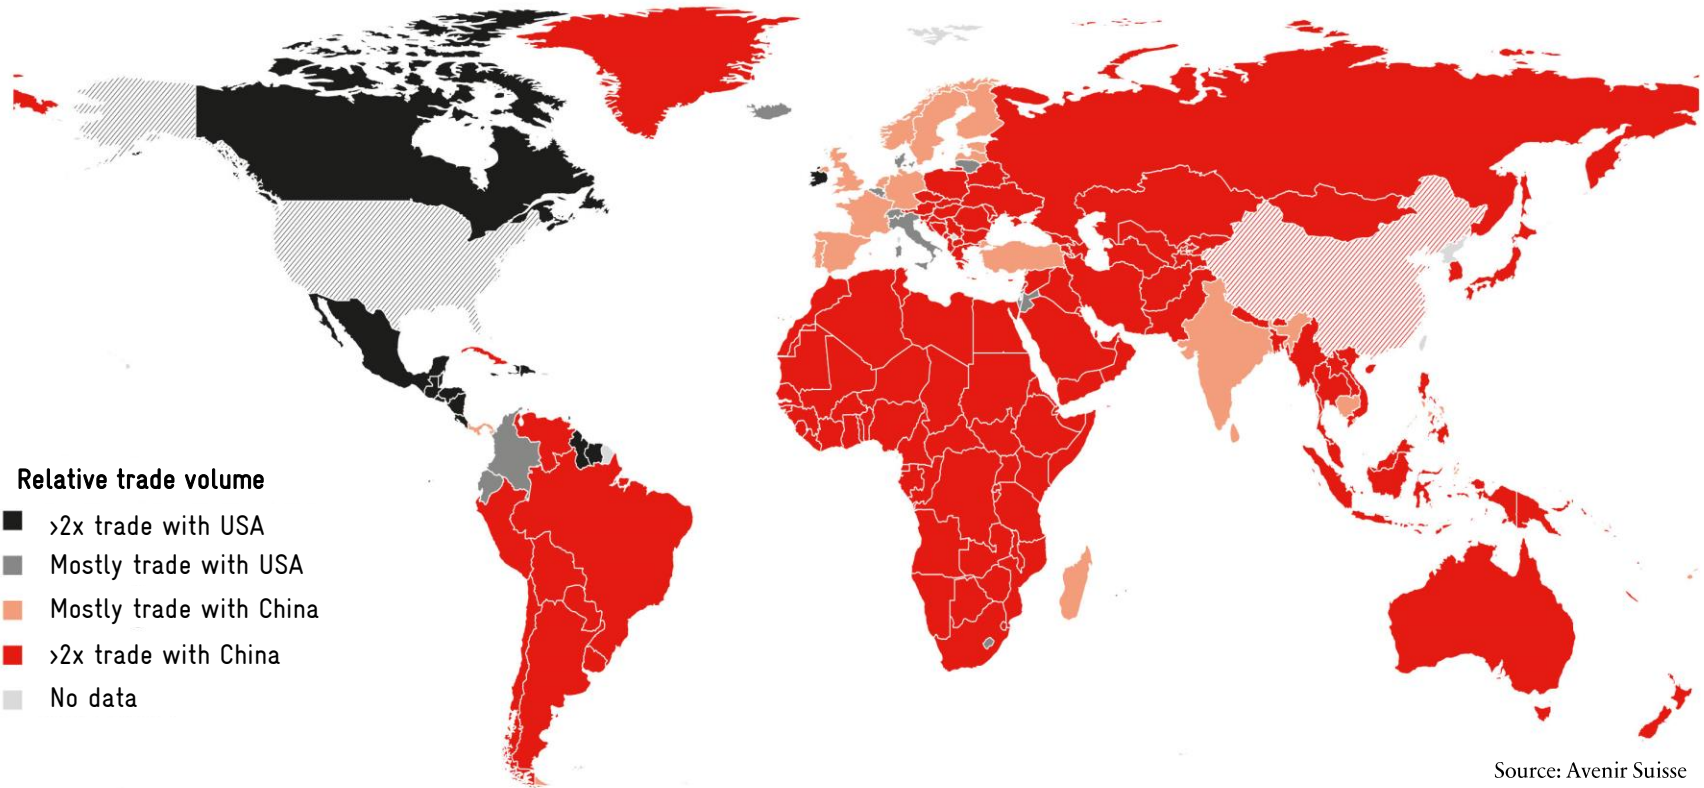 Relative trade volume
>2x trade with USA
Mostly trade with USA
Mostly trade with China
>2x trade with China
No data
Source: Avenir Suisse